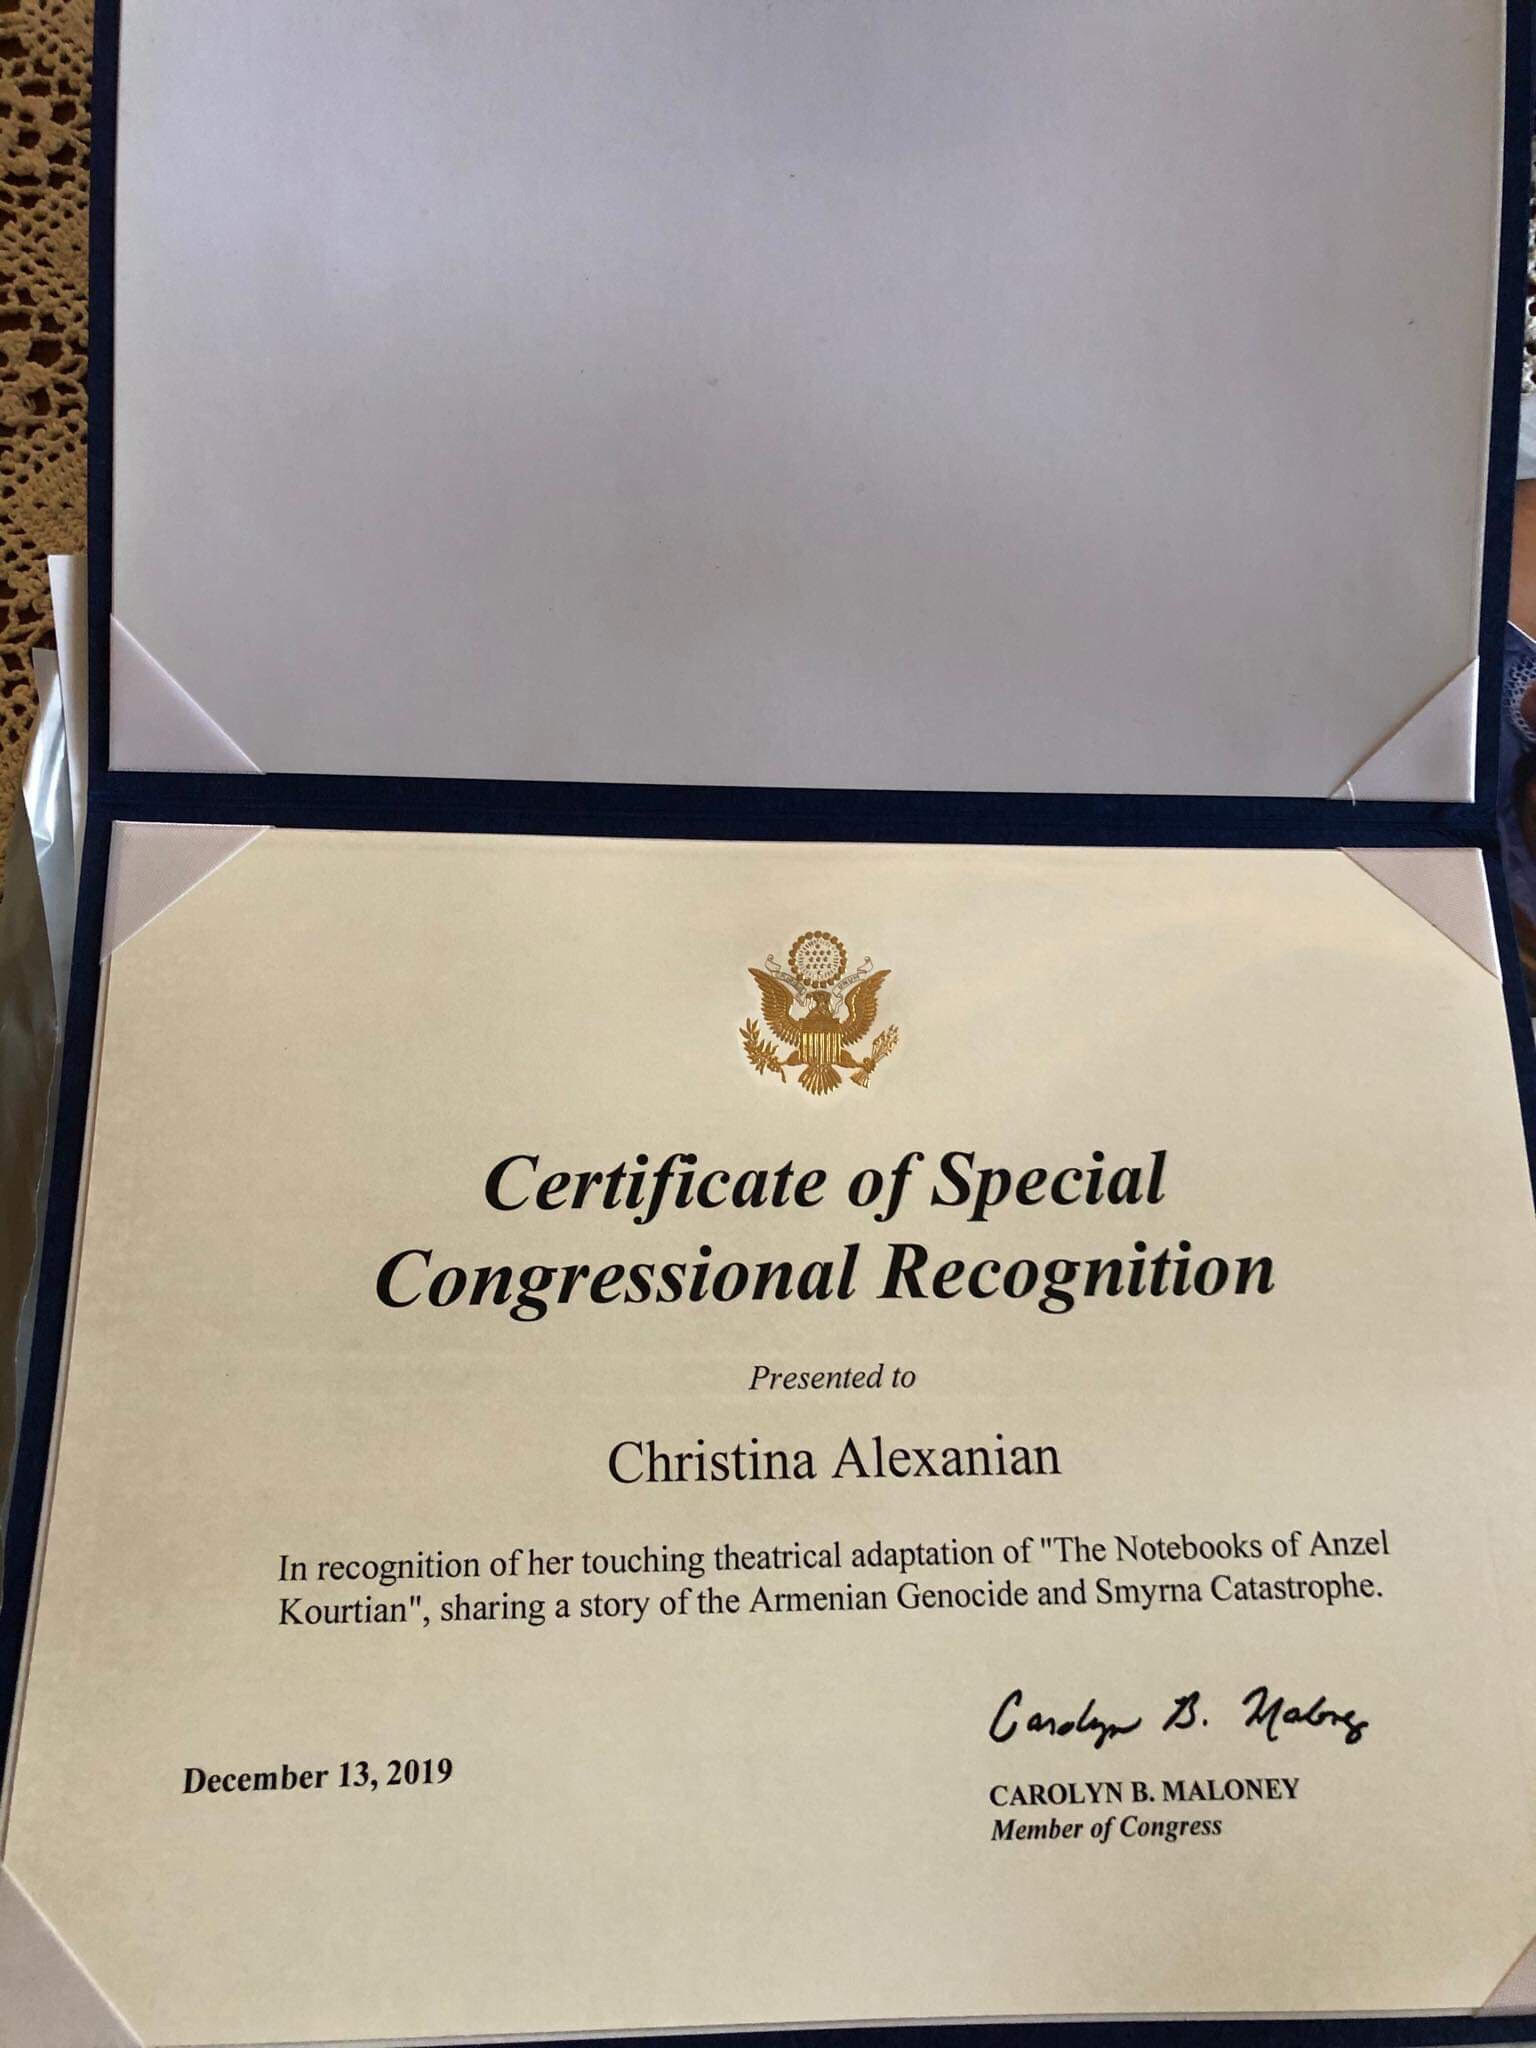 Certificate of Special
Congressional Recognition
Presented to
Christina Alexanian
In recognition of her touching theatrical adaptation of "The Notebooks of Anzel
Kourtian", sharing a story of the Armenian Genocide and Smyrna Catastrophe.
Carolyn B. Maloney
December 13, 2019
CAROLYN B. MALONEY
Member of Congress